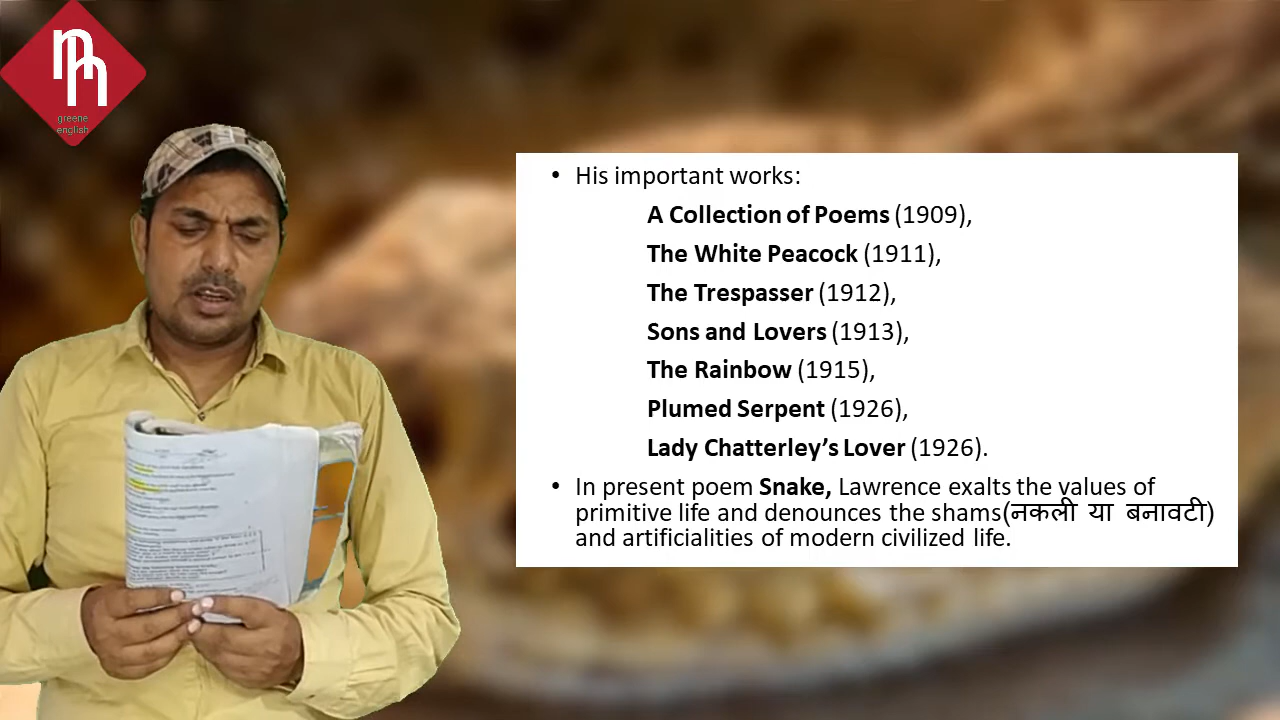 greene
english
• His important works:
A Collection of Poems (1909),
The White Peacock (1911),
The Trespasser (1912),
Sons and Lovers (1913),
The Rainbow (1915),
Plumed Serpent (1926),
Lady Chatterley’s Lover (1926).
• In present poem Snake, Lawrence exalts the values of
primitive life and denounces the shams(नकली या बनावटी)
and artificialities of modern civilized life.